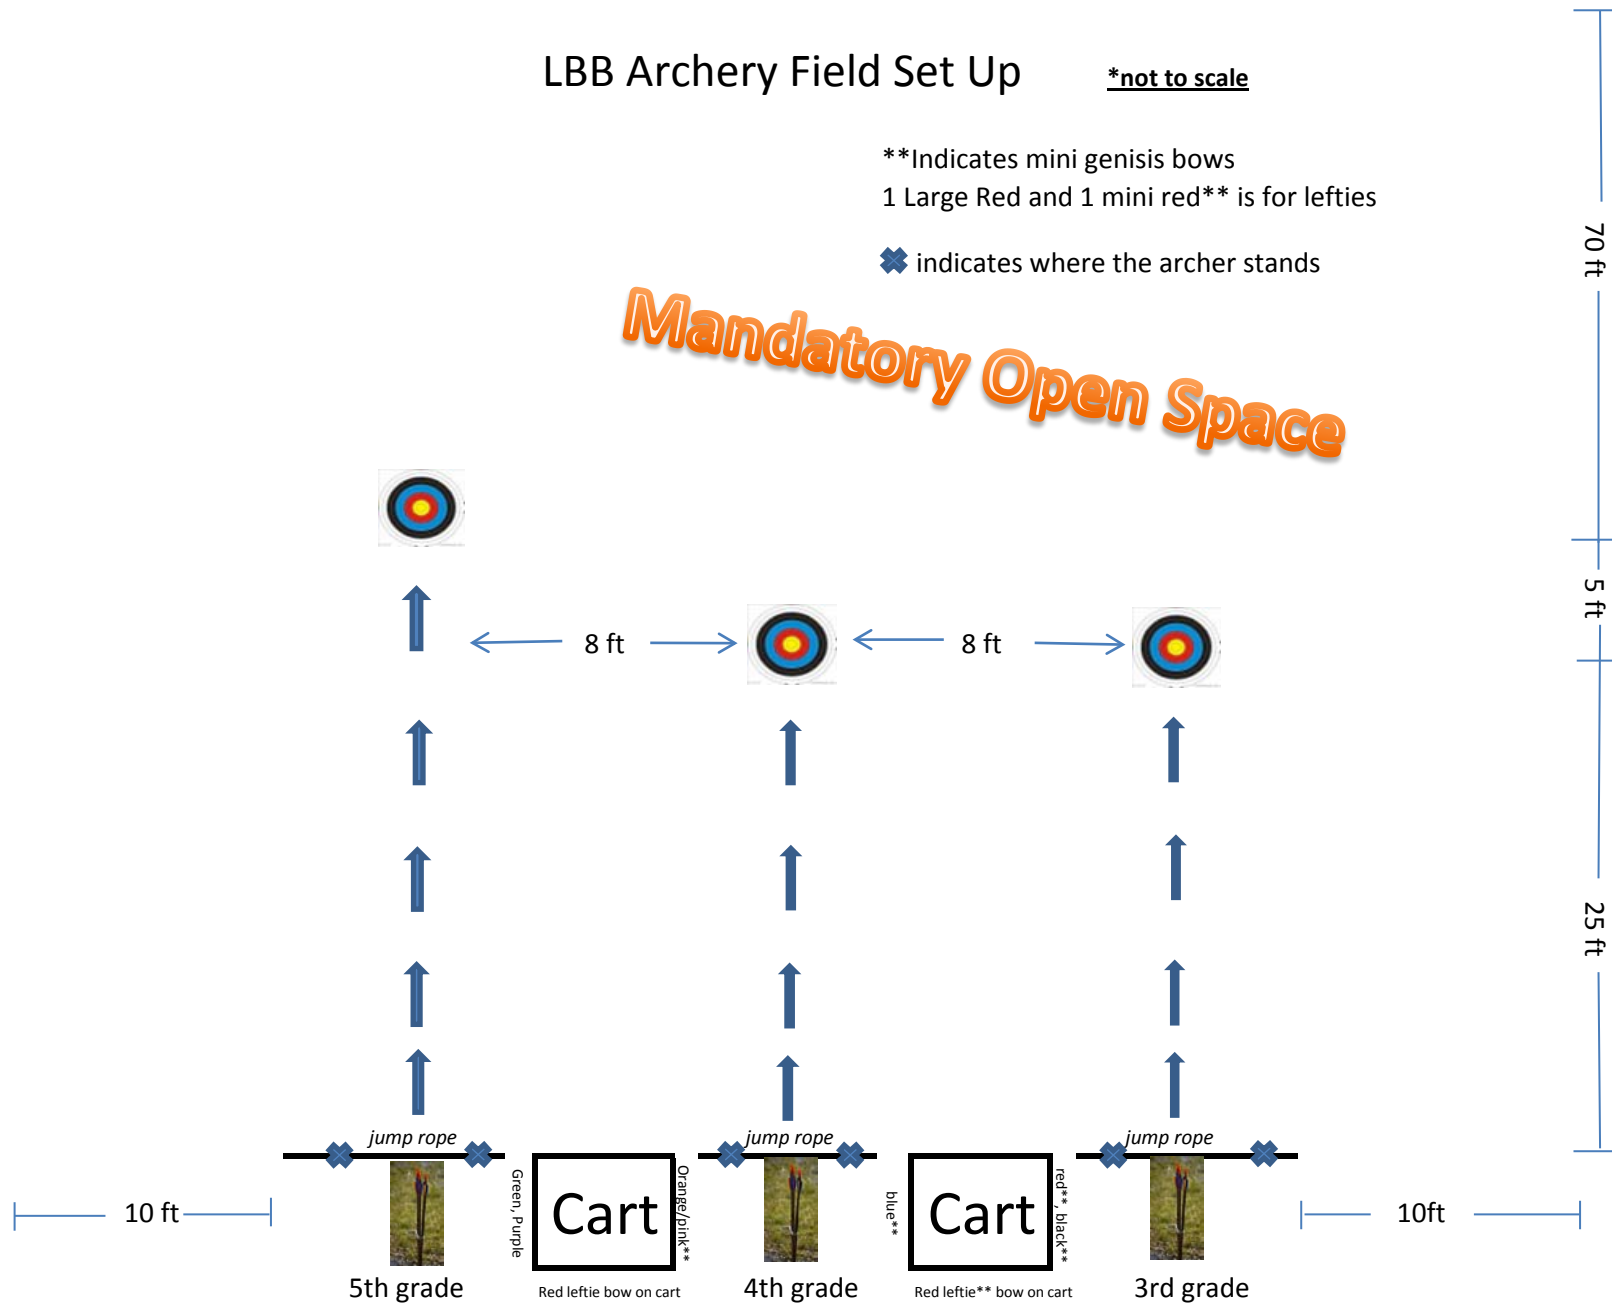 LBB Archery Field Set Up
*not to scale
**Indicates mini genisis bows
1 Large Red and 1 mini red** is for lefties
indicates where the archer stands
Mandatory Open Space
70 ft
5 ft
8 ft
8 ft
25 ft
jump rope
jump rope
jump rope
10 ft
Green, Purple
Cart
Orange/pink**
blue**
Cart
red**, black**
10ft
5th grade
Red leftie bow on cart
4th grade
Red leftie** bow on cart
3rd grade